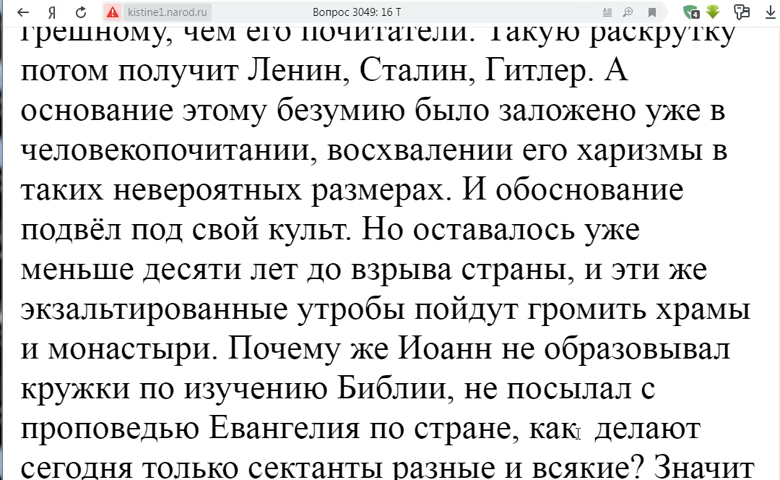 kistine1.narod.ru
Вопрос 3049: 16 Т
4
грешному, чем его почитатели. Такую раскрутку
потом получит Ленин, Сталин, Гитлер. А
основание этому безумию было заложено уже в
человекопочитании, восхвалении его харизмы в
таких невероятных размерах. И обоснование
подвёл под свой культ. Но оставалось уже
меньше десяти лет до взрыва страны, и эти же
экзальтированные утробы пойдут громить храмы
и монастыри. Почему же Иоанн не образовывал
кружки по изучению Библии, не посылал с
проповедью Евангелия по стране, как делают
сегодня только сектанты разные и всякие? Значит